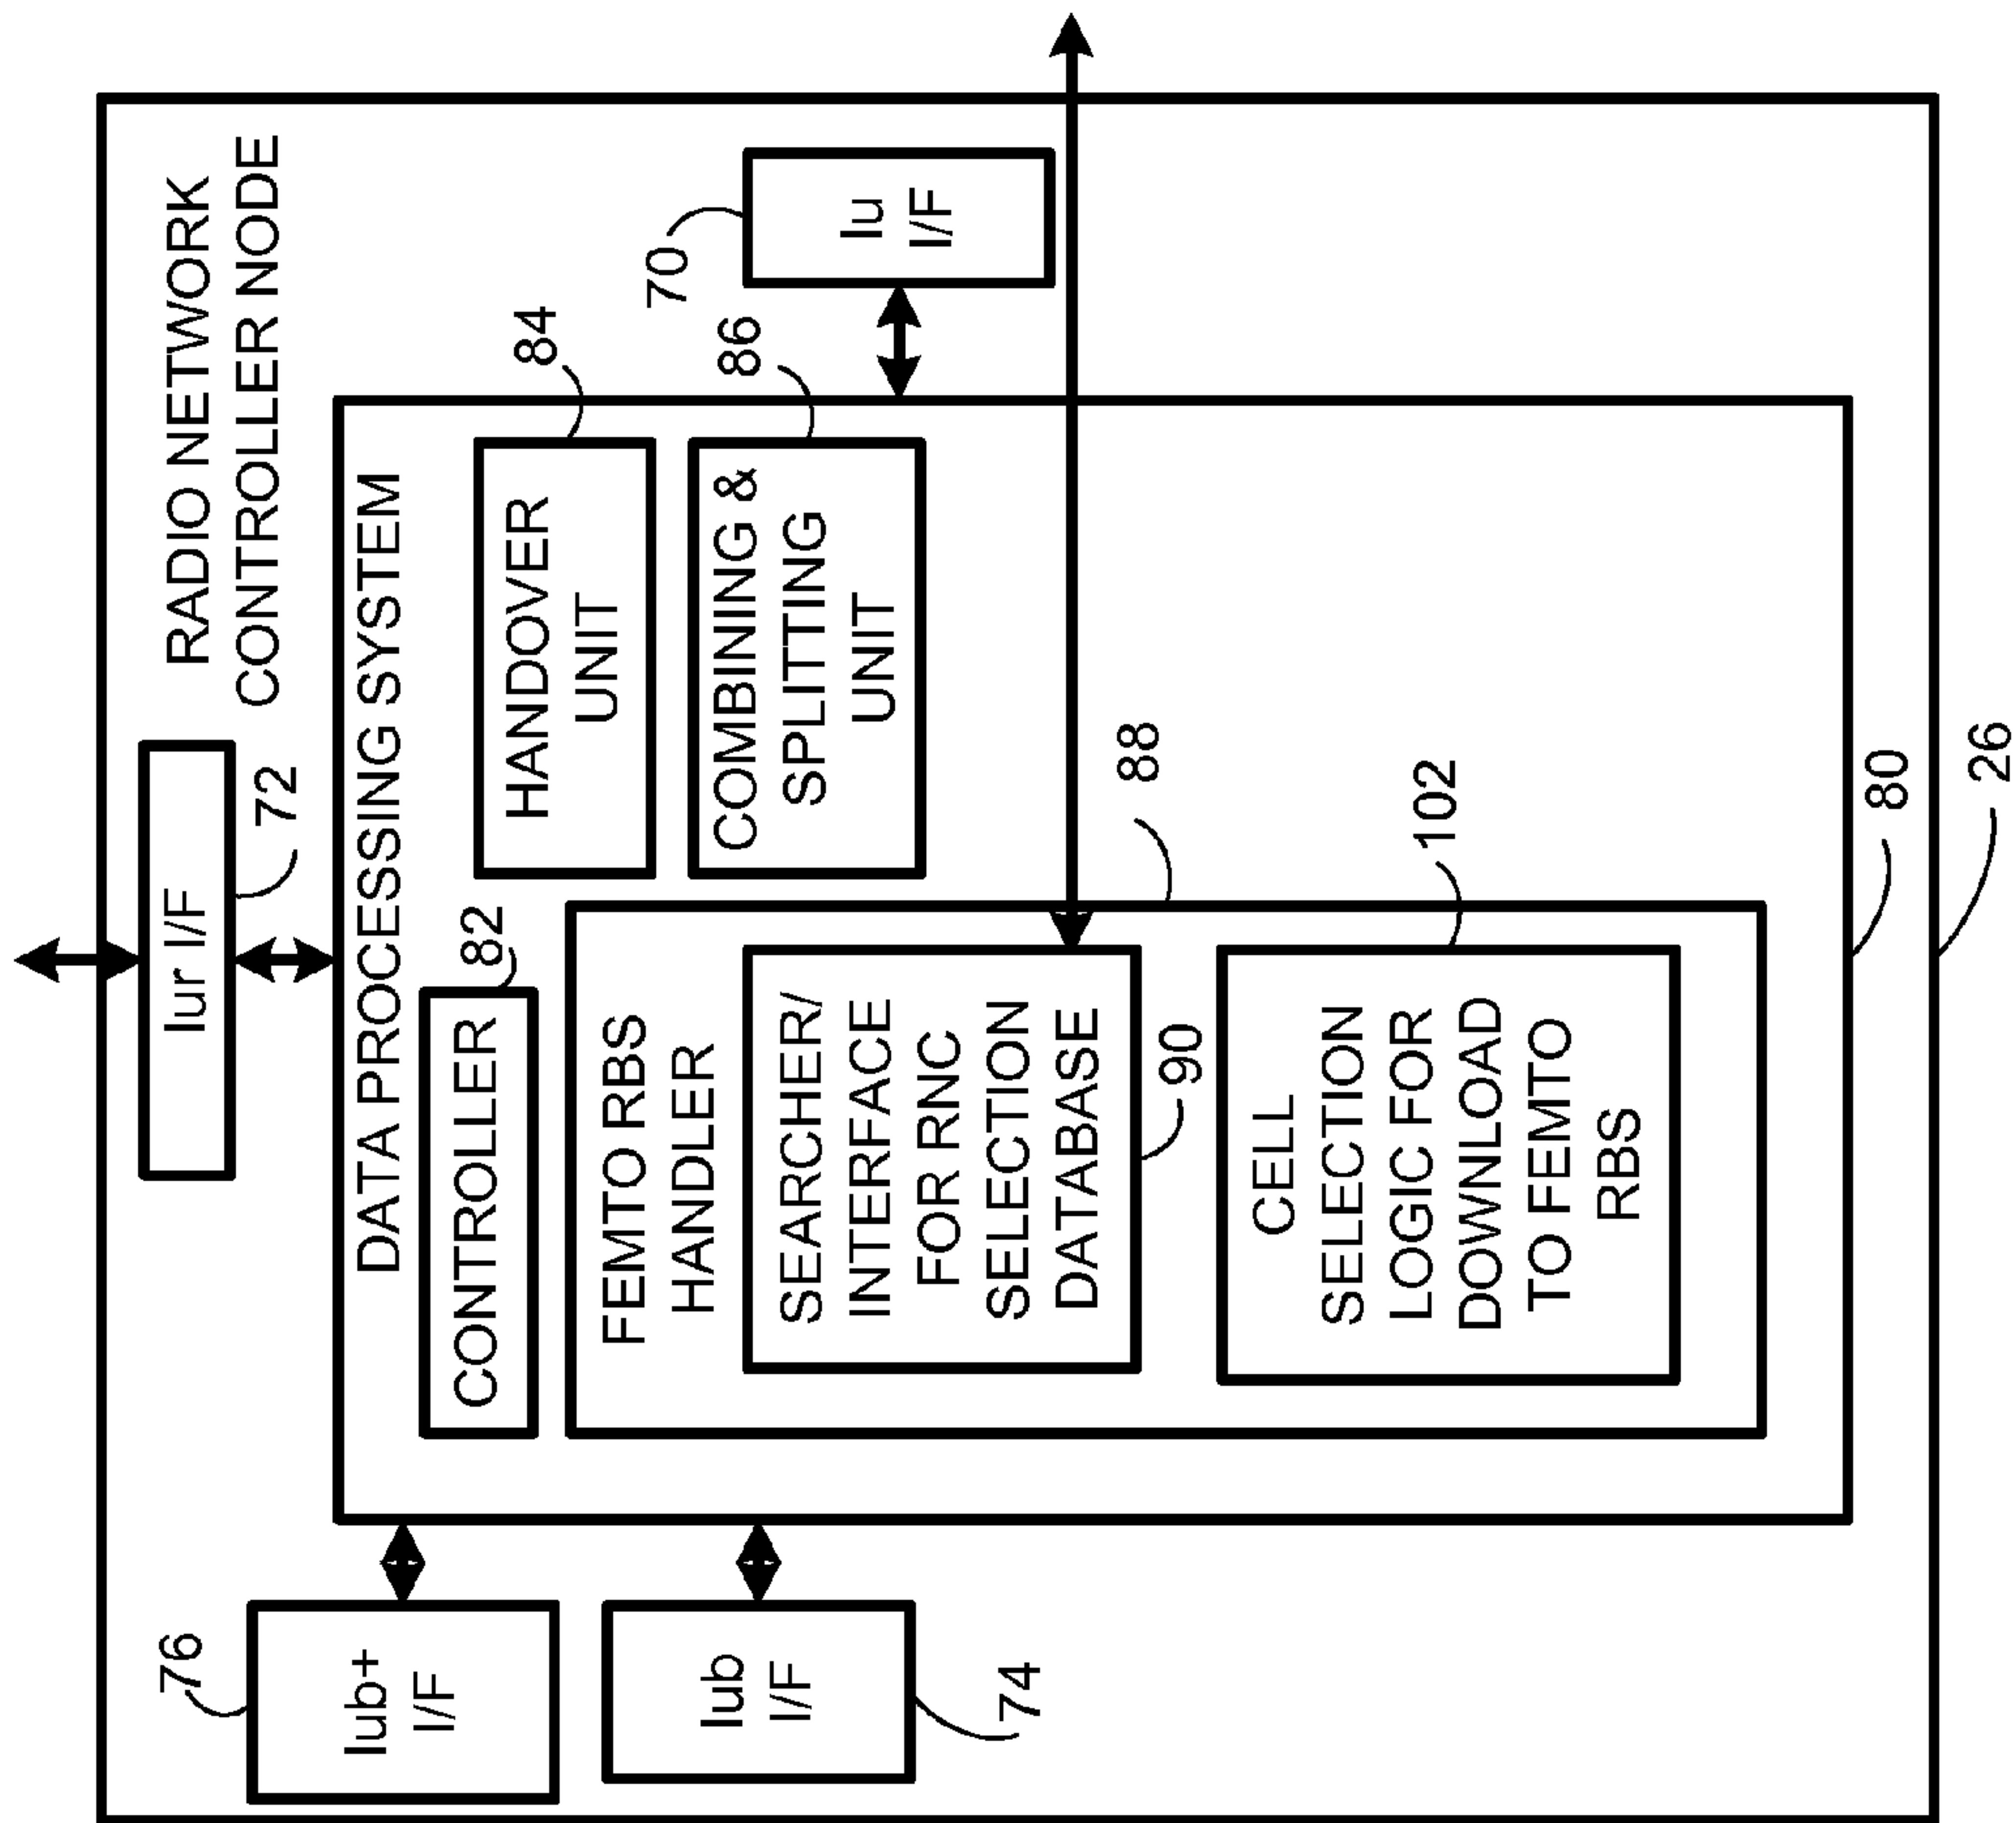 RADIO NETWORK
CONTROLLER NODE
Iur I/F
72
DATA PROCESSING SYSTEM
76
Iub+
I/F
Iub
I/F
74
CONTROLLER
82
HANDOVER
UNIT
84
COMBINING &
SPLITTING
UNIT
86
70
Iu
I/F
FEMTO RBS
HANDLER
SEARCHER/
INTERFACE
FOR RNC
SELECTION
DATABASE
90
88
CELL
SELECTION
LOGIC FOR
DOWNLOAD
TO FEMTO
RBS
102
80
26